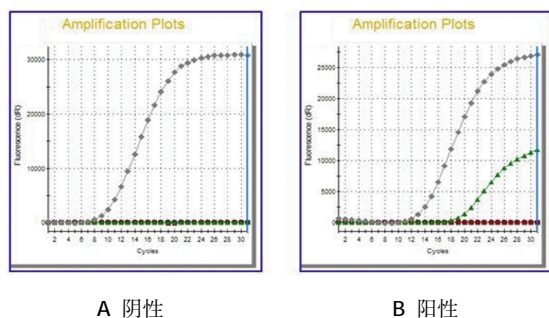 Amplification Plots
30000
20000
10000
0
Fluorescence (dR)
2 4 6 8 10 12 14 16 18 20 22 24 26 28 30
Cycles
A 阴性
Amplification Plots
25000
20000
15000
10000
5000
0
Fluorescence (dR)
2 4 6 8 10 12 14 16 18 20 22 24 26 28 30
Cycles
B 阳性